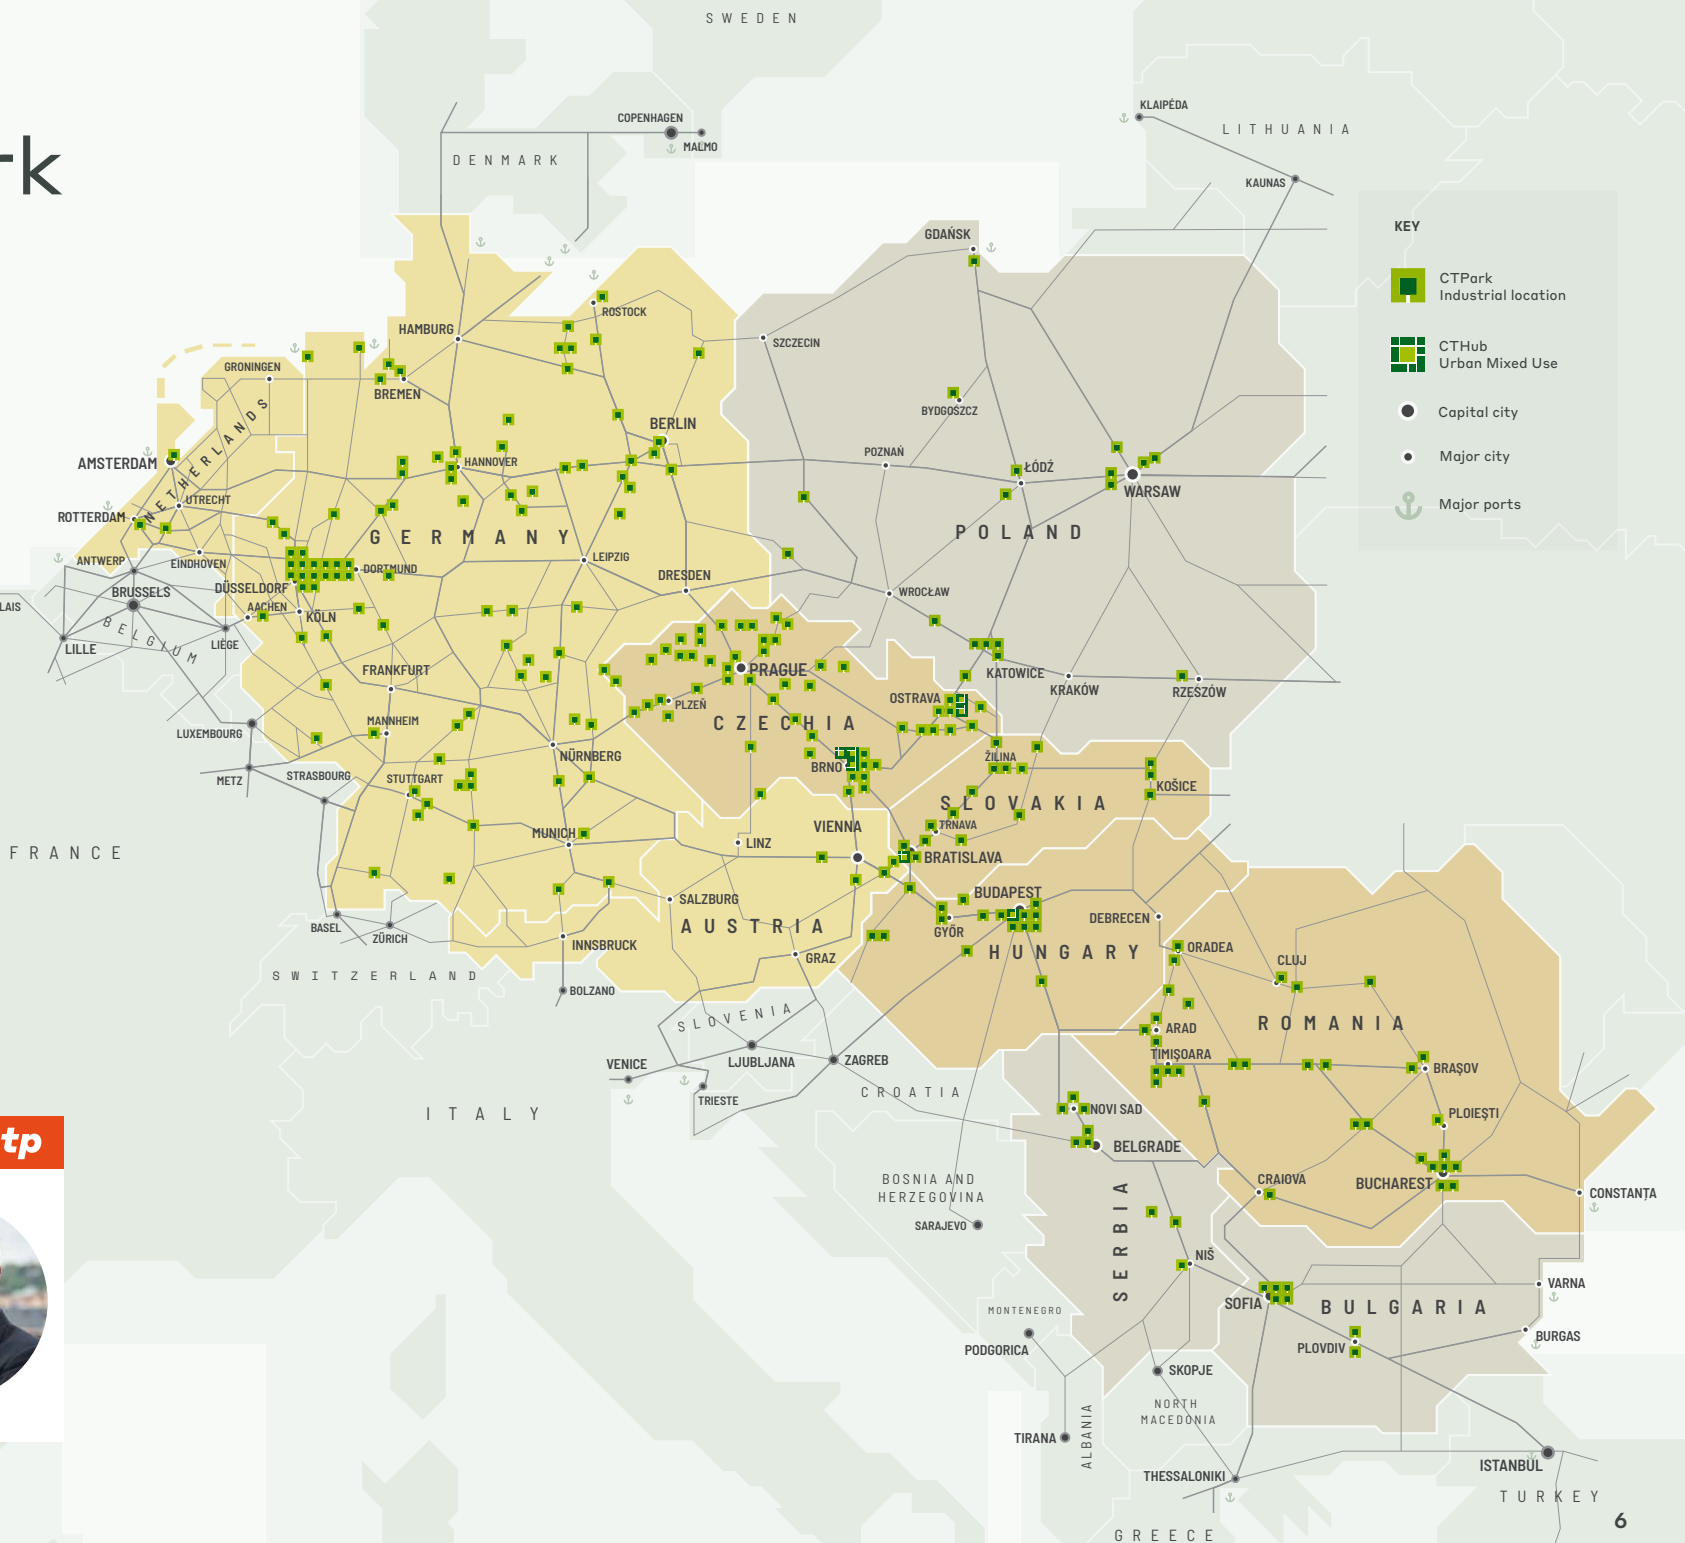 rk
SWEDEN
KLAIPĖDA
COPENHAGEN
LITHUANIA
MALMO
DENMARK
KAUNAS
KEY
CTPark
Industrial location
CTHub
Urban Mixed Use
Capital city
Major city
Major ports
GDAŃSK
ROSTOCK
HAMBURG
SZCZECIN
GRONINGEN
BREMEN
BYDGOSZCZ
NETHERLANDS
BERLIN
AMSTERDAM
HANNOVER
POZNAŃ
ŁÓDŹ
WARSAW
UTRECHT
ROTTERDAM
GERMANY
POLAND
ANTWERP
EINDHOVEN
LEIPZIG
DORTMUND
DRESDEN
BRUSSELS
DÜSSELDORF
WROCŁAW
LAIS
AACHEN
KÖLN
BELGIUM
LILLE
LIÈGE
FRANKFURT
PRAGUE
KATOWICE
KRAKÓW
RZESZÓW
OSTRAVA
PLZEŇ
CZECHIA
MANNHEIM
LUXEMBOURG
NÜRNBERG
ŽILINA
BRNO
METZ
STRASBOURG
STUTTGART
KOŠICE
SLOVAKIA
VIENNA
TRNAVA
MUNICH
LINZ
FRANCE
BRATISLAVA
BUDAPEST
SALZBURG
DEBRECEN
BASEL
AUSTRIA
GYÖR
ZÜRICH
INNSBRUCK
HUNGARY
ORADEA
GRAZ
CLUJ
SWITZERLAND
BOLZANO
SLOVENIA
ROMANIA
ARAD
TIMIȘOARA
VENICE
LJUBLJANA
ZAGREB
BRAȘOV
CROATIA
TRIESTE
NOVI SAD
ITALY
PLOIEȘTI
tp
BELGRADE
BOSNIA AND
HERZEGOVINA
CRAIOVA
BUCHAREST
CONSTANȚA
SARAJEVO
SERBIA
NIŠ
VARNA
SOFIA
BULGARIA
MONTENEGRO
BURGAS
PODGORICA
PLOVDIV
SKOPJE
NORTH
MACEDONIA
ALBANIA
TIRANA
ISTANBUL
THESSALONIKI
TURKEY
6
GREECE